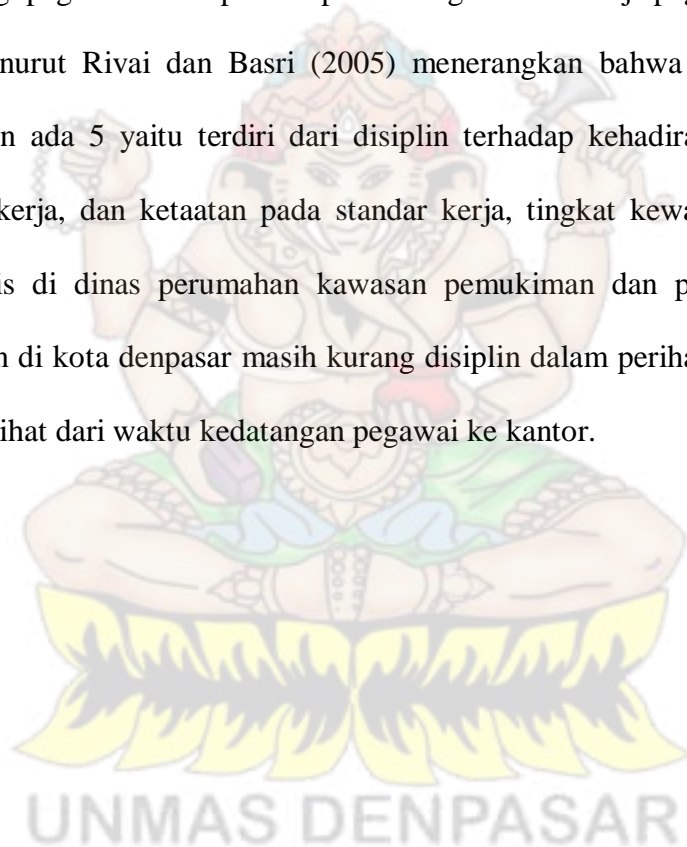 nurut Rivai dan Basri (2005) menerangkan bahwa
n ada 5 yaitu terdiri dari disiplin terhadap kehadira
kerja, dan ketaatan pada standar kerja, tingkat kewa
is di dinas perumahan kawasan pemukiman dan p
n di kota denpasar masih kurang disiplin dalam periha
ihat dari waktu kedatangan pegawai ke kantor.
UNMAS DENPASAR